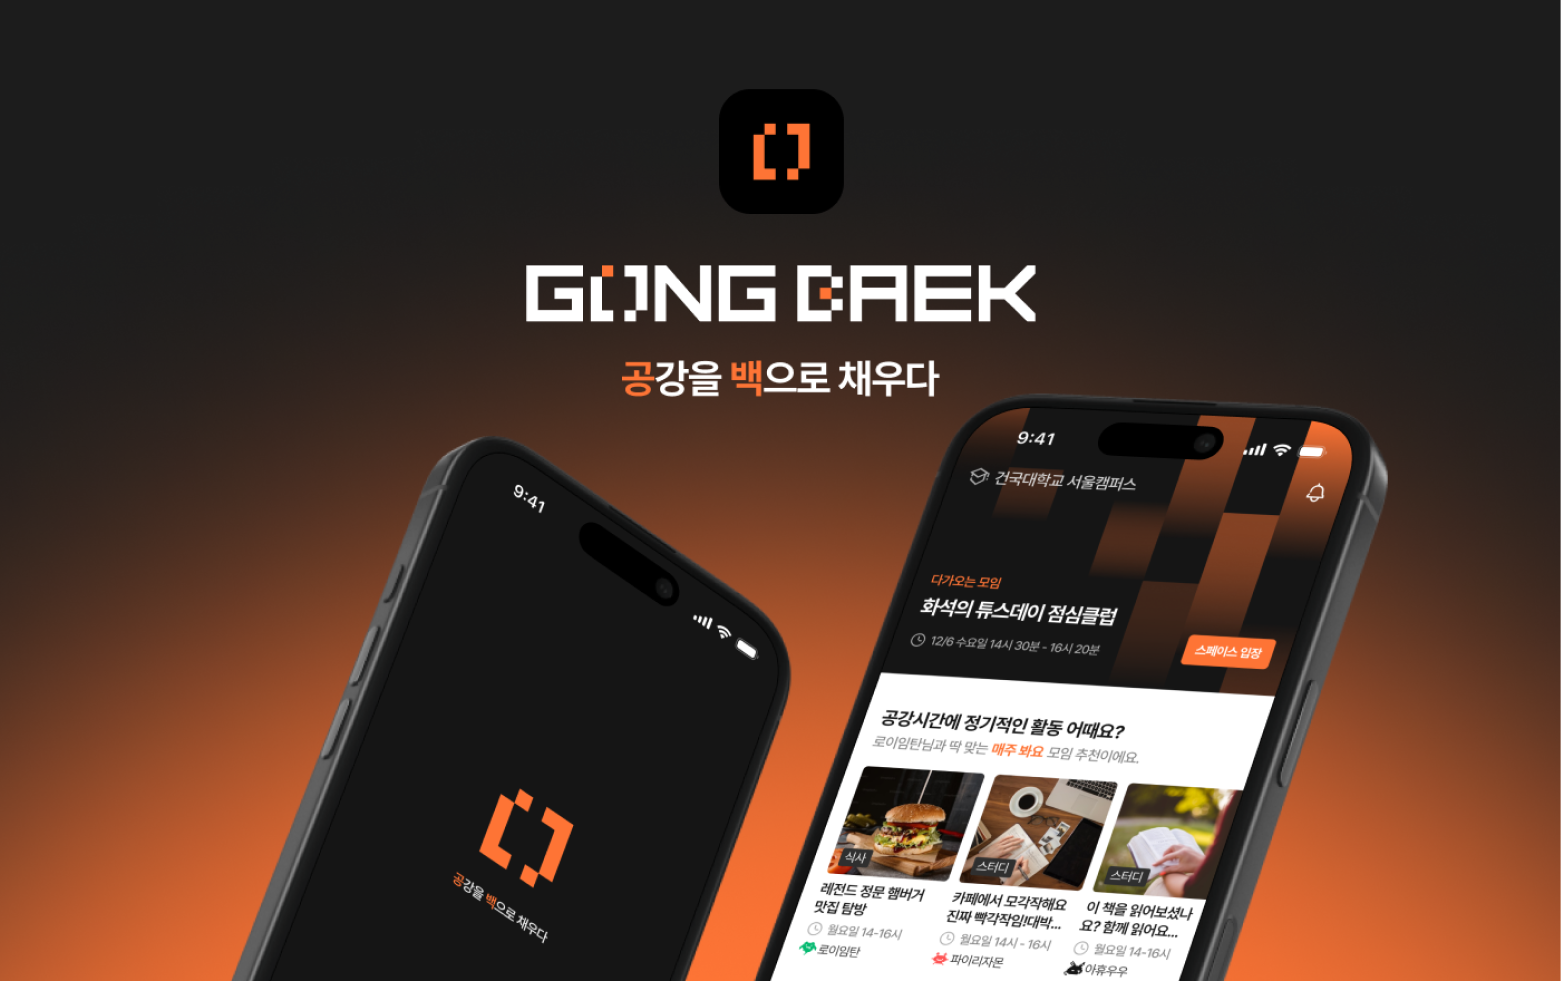 GONG BAEK
공강을 백으로 채우다
9:41
공강을 백으로 채우다
9:41
건국대학교 서울캠퍼스
다가오는 모임
화석의 튜스데이 점심클럽
12/6 수요일 14시 30분 - 16시 20분
스페이스 입장
공강시간에 정기적인 활동 어때요?
로이임탄님과 딱 맞는 매주 봐요 모임 추천이에요.
식사
레전드 정문 햄버거
맛집 탐방
월요일 14-16시
로이임탄
스터디
카페에서 모각작해요
진짜 빡각작임!대박...
월요일 14시 - 16시
파이리자몬
스터디
이 책을 읽어보셨나
요? 함께 읽어요...
월요일 14-16시
아휴우우